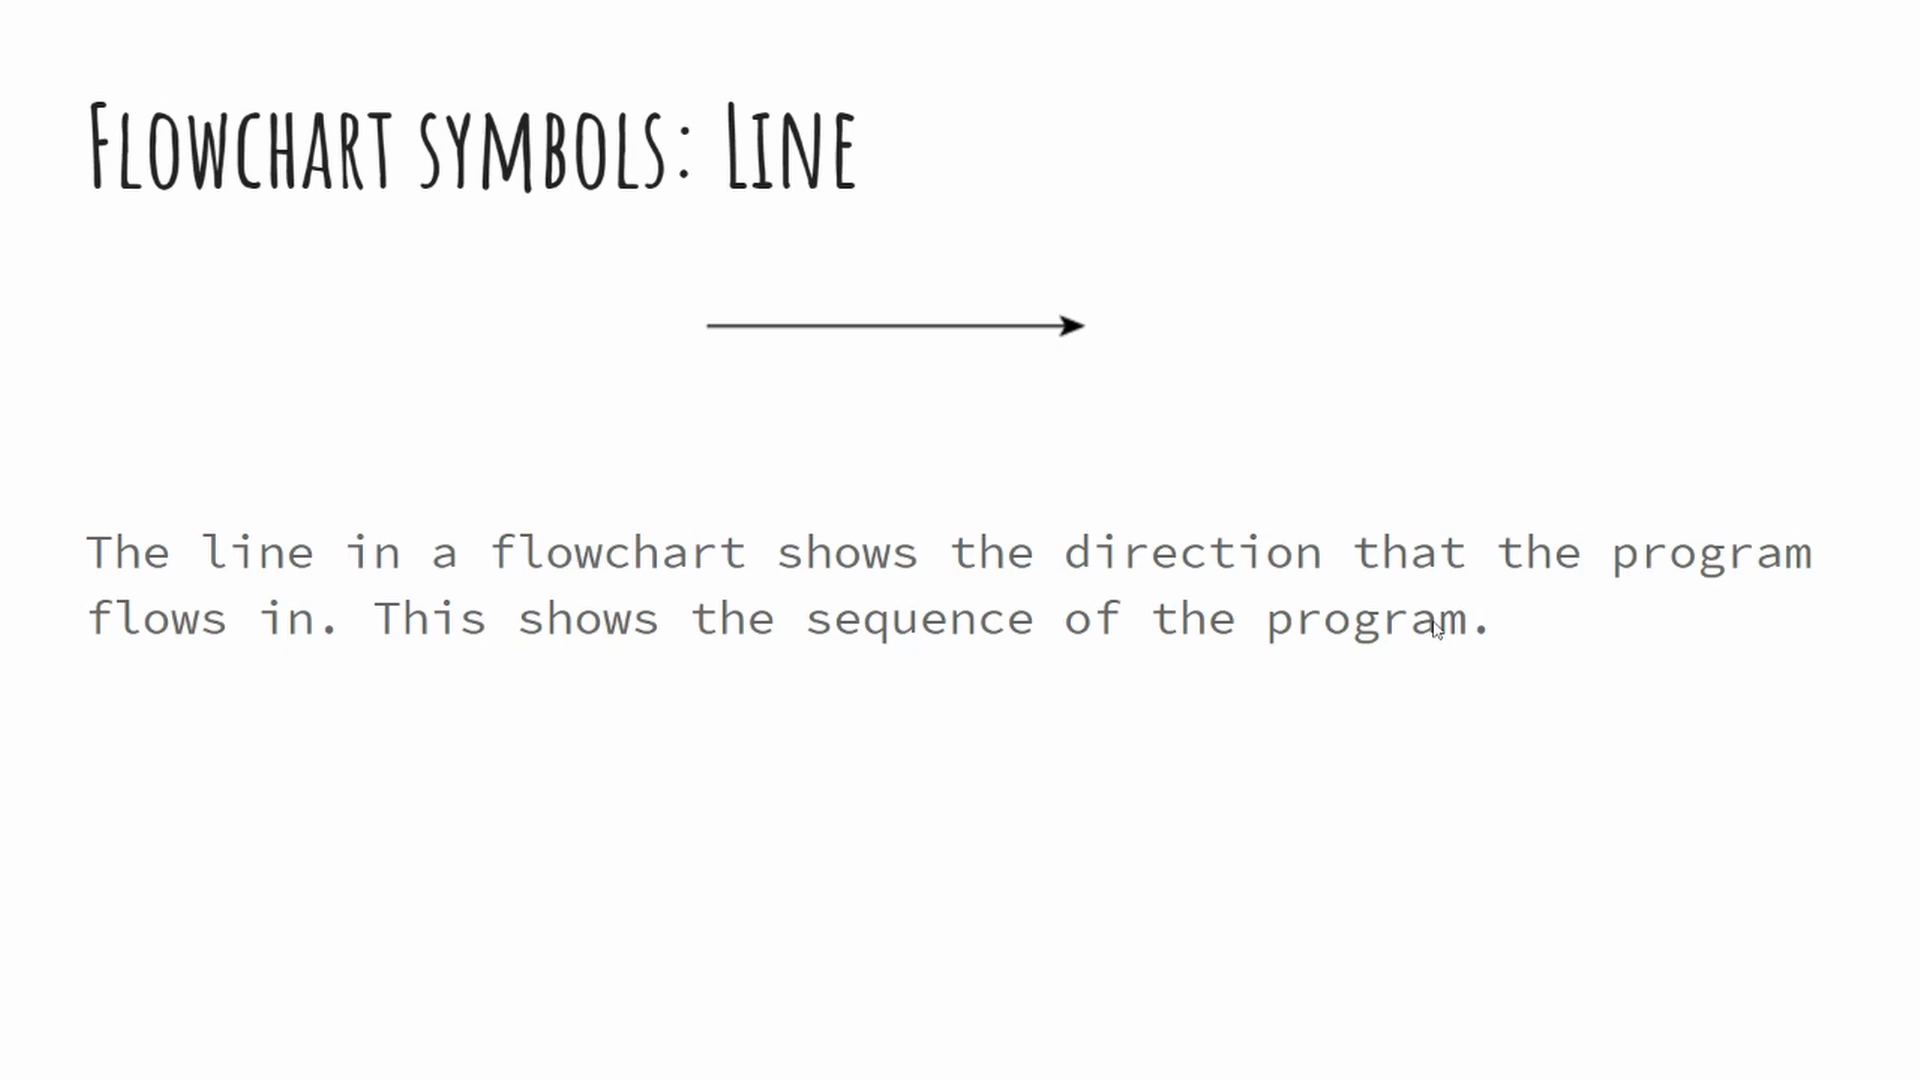 Flowchart symbols: Line
The line in a flowchart shows the direction that the program
flows in. This shows the sequence of the program.